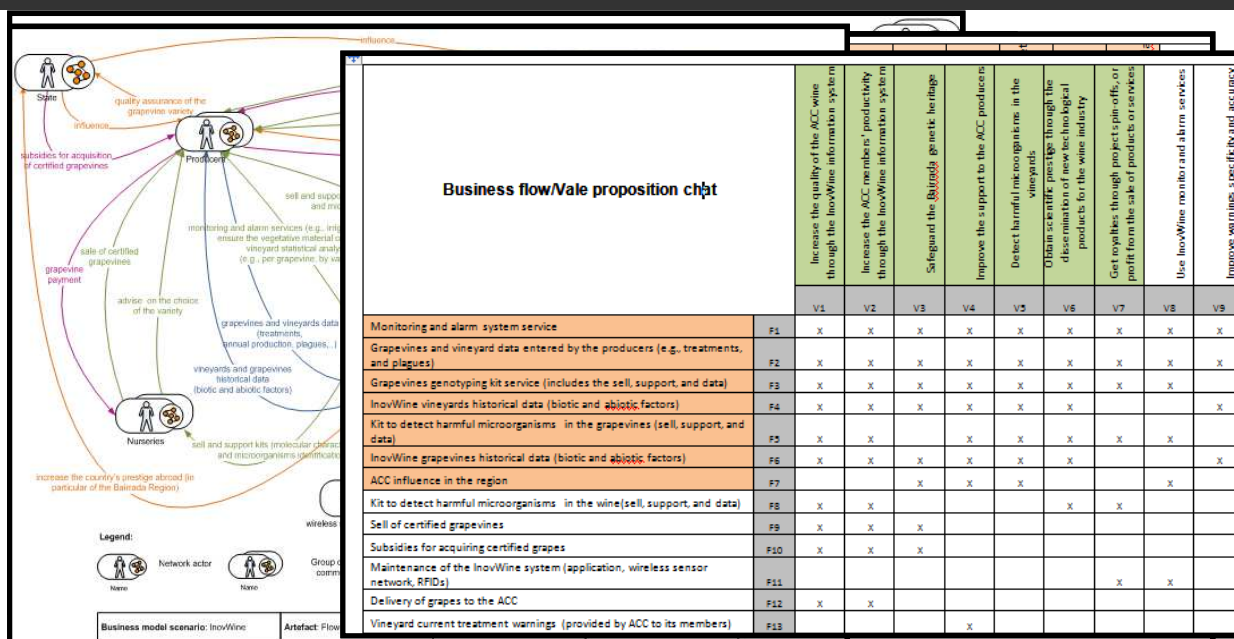 influence
State
quality assurance of the
grapevine variety
influence
subsidies for acquisition
of certified grapevines
Producers
sell and support
monitoring and alarm services (e.g.,
ensure the vegetative material
vineyard statistical
(e.g., per grapevine, by
sale of certified
grapevines
grapevine
payment
advise on the choice
of the variety
grapevines and vineyards data
(treatments,
annual production, plagues,..)
vineyards and grapevines
historical data
(biotic and abiotic factors)
Nurseries
sell and support kits (molecular
and microorganisms
increase the country's prestige abroad (in
particular of the Bairrada Region)
wireless
Legend:
Network actor
Name
Name
Group
Business model scenario: InovWine
Artefact: Flow
Business flow/Vale proposition chat
Increase the quality of the ACC wine
through the InovWine information system
Increase the ACC members' productivity
through the InovWine information system
Safeguard the Bairrada genetic heritage
Improve the support to the ACC producers
Detect harmful microorganisms in the
vineyards
Obtain scientific prestige through the
dissemination of new technological
products for the wine industry
Get royalties through project spin-offs, or
profit from the sale of products or services
Use InovWine monitor and alarm services
Improve warnings specificity and accuracy
V1 V2 V3 V4 V5 V6 V7 V8 V9
Monitoring and alarm system service F1 x x x x x x x x x
Grapevines and vineyard data entered by the producers (e.g., treatments,
and plagues) F2 x x x x x x x x x
Grapevines genotyping kit service (includes the sell, support, and data) F3 x x x x x x x x
InovWine vineyards historical data (biotic and abiotic factors) F4 x x x x x x x
Kit to detect harmful microorganisms in the grapevines (sell, support, and
data) F5 x x x x x x x
InovWine grapevines historical data (biotic and abiotic factors) F6 x x x x x x x
ACC influence in the region F7 x x x x
Kit to detect harmful microorganisms in the wine(sell, support, and data) F8 x x x x
Sell of certified grapevines F9 x x x
Subsidies for acquiring certified grapes F10 x x x
Maintenance of the InovWine system (application, wireless sensor
network, RFIDs) F11 x x
Delivery of grapes to the ACC F12 x x
Vineyard current treatment warnings (provided by ACC to its members) F13 x